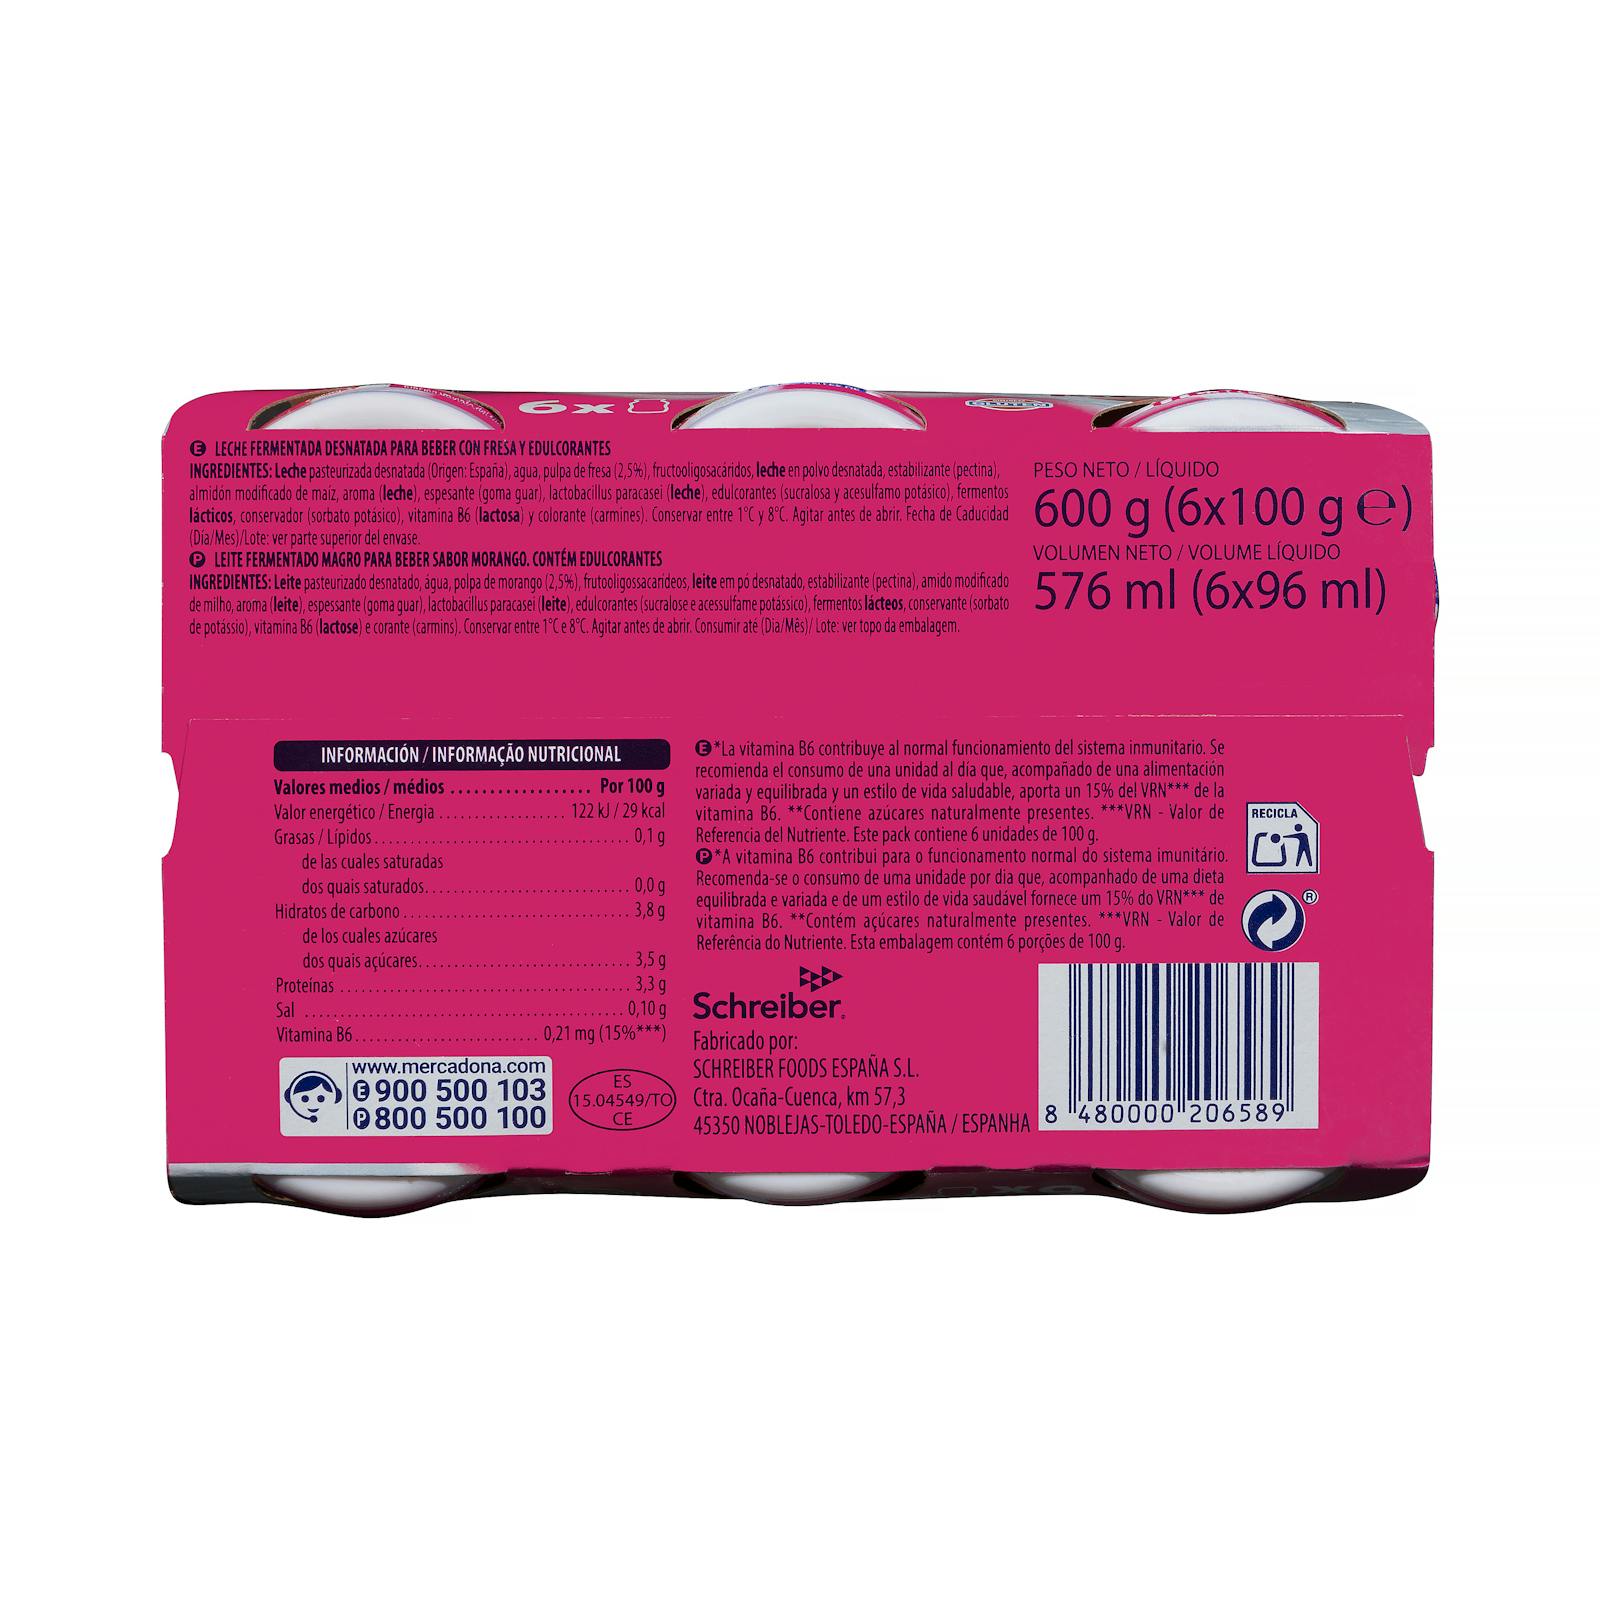 6x
GLUTEN
Ⓔ LECHE FERMENTADA DESNATADA PARA BEBER CON FRESA Y EDULCORANTES
INGREDIENTES: Leche pasteurizada desnatada (Origen: España), agua, pulpa de fresa (2,5%), fructooligosacáridos, leche en polvo desnatada, estabilizante (pectina),
almidón modificado de maíz, aroma (leche), espesante (goma guar), lactobacillus paracasei (leche), edulcorantes (sucralosa y acesulfamo potásico), fermentos
lácticos, conservador (sorbato potásico), vitamina B6 (lactosa) y colorante (carmines). Conservar entre 1°C y 8°C. Agitar antes de abrir. Fecha de Caducidad
(Día/Mes)/Lote: ver parte superior del envase.
Ⓟ LEITE FERMENTADO MAGRO PARA BEBER SABOR MORANGO. CONTÉM EDULCORANTES
INGREDIENTES: Leite pasteurizado desnatado, água, polpa de morango (2,5%), frutooligossacarídeos, leite em pó desnatado, estabilizante (pectina), amido modificado
de milho, aroma (leite), espessante (goma guar), lactobacillus paracasei (leite), edulcorantes (sucralose e acessulfame potássico), fermentos lácteos, conservante (sorbato
de potássio), vitamina B6 (lactose) e corante (carmins). Conservar entre 1°C e 8°C. Agitar antes de abrir. Consumir até (Dia/Mês)/ Lote: ver topo da embalagem.
PESO NETO / LÍQUIDO
600 g (6x100 g ℮)
VOLUMEN NETO / VOLUME LÍQUIDO
576 ml (6x96 ml)
INFORMACIÓN / INFORMAÇÃO NUTRICIONAL
Valores medios / médios .................. Por 100 g
Valor energético / Energia .................. 122 kJ / 29 kcal
Grasas / Lípidos .................. 0,1 g
de las cuales saturadas
dos quais saturados .................. 0,0 g
Hidratos de carbono .................. 3,8 g
de los cuales azúcares
dos quais açúcares .................. 3,5 g
Proteínas .................. 3,3 g
Sal .................. 0,10 g
Vitamina B6 .................. 0,21 mg (15%***)
www.mercadona.com
Ⓔ 900 500 103
Ⓟ 800 500 100
ES
15.04549/TO
CE
Ⓔ *La vitamina B6 contribuye al normal funcionamiento del sistema inmunitario. Se
recomienda el consumo de una unidad al día que, acompañado de una alimentación
variada y equilibrada y un estilo de vida saludable, aporta un 15% del VRN*** de la
vitamina B6. **Contiene azúcares naturalmente presentes. ***VRN - Valor de
Referencia del Nutriente. Este pack contiene 6 unidades de 100 g.
Ⓟ *A vitamina B6 contribui para o funcionamento normal do sistema imunitário.
Recomenda-se o consumo de uma unidade por dia que, acompanhado de uma dieta
equilibrada e variada e de um estilo de vida saudável fornece um 15% do VRN*** de
vitamina B6. **Contém açúcares naturalmente presentes. ***VRN - Valor de
Referência do Nutriente. Esta embalagem contém 6 porções de 100 g.
Schreiber
Fabricado por:
SCHREIBER FOODS ESPAÑA S.L.
Ctra. Ocaña-Cuenca, km 57,3
45350 NOBLEJAS-TOLEDO-ESPAÑA / ESPANHA
RECICLA
®
8 480000 206589